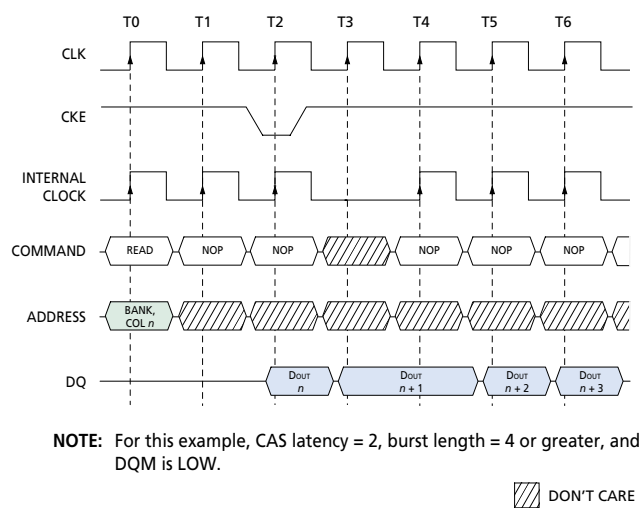 T0 T1 T2 T3 T4 T5 T6
CLK
CKE
INTERNAL
CLOCK
COMMAND READ NOP NOP NOP NOP NOP
ADDRESS BANK,
COL n
DQ DOUT DOUT DOUT DOUT
n n + 1 n + 2 n + 3
NOTE: For this example, CAS latency = 2, burst length = 4 or greater, and
DQM is LOW.
DON'T CARE